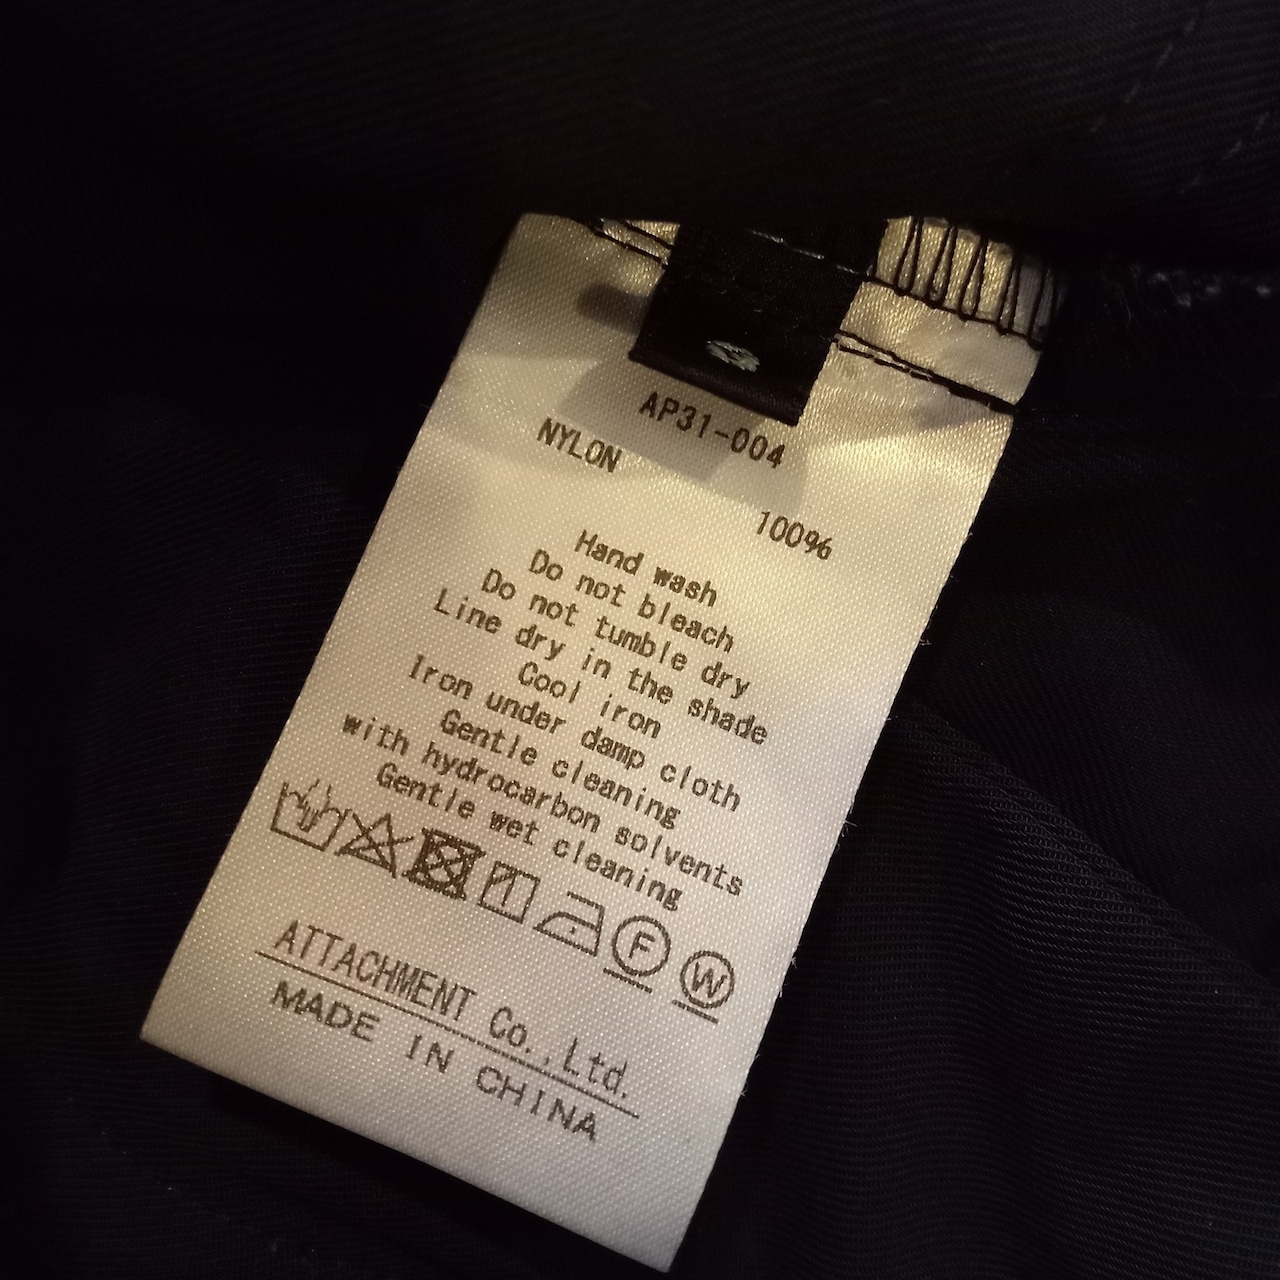 AP31-004
NYLON
100%
Hand wash
Do not bleach
Do not tumble dry
Line dry in the shade
Cool iron
Iron under damp cloth
Gentle cleaning
with hydrocarbon solvents
Gentle wet cleaning
F W
ATTACHMENT Co.,Ltd.
MADE IN CHINA